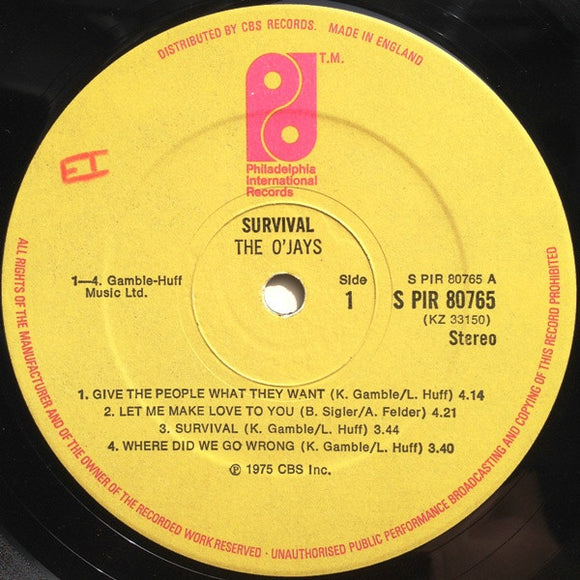 DISTRIBUTED BY CBS RECORDS. MADE IN ENGLAND
T.M.
Philadelphia
International
Records
SURVIVAL
THE O'JAYS
1—4. Gamble-Huff
Music Ltd.
Side
1
S PIR 80765 A
S PIR 80765
(KZ 33150)
Stereo
1. GIVE THE PEOPLE WHAT THEY WANT (K. Gamble/L. Huff) 4.14
2. LET ME MAKE LOVE TO YOU (B. Sigler/A. Felder) 4.21
3. SURVIVAL (K. Gamble/L. Huff) 3.44
4. WHERE DID WE GO WRONG (K. Gamble/L. Huff) 3.40
℗ 1975 CBS Inc.
ALL RIGHTS OF THE MANUFACTURER AND OF THE OWNER OF THE RECORDED WORK RESERVED · UNAUTHORISED PUBLIC PERFORMANCE BROADCASTING AND COPYING OF THIS RECORD PROHIBITED